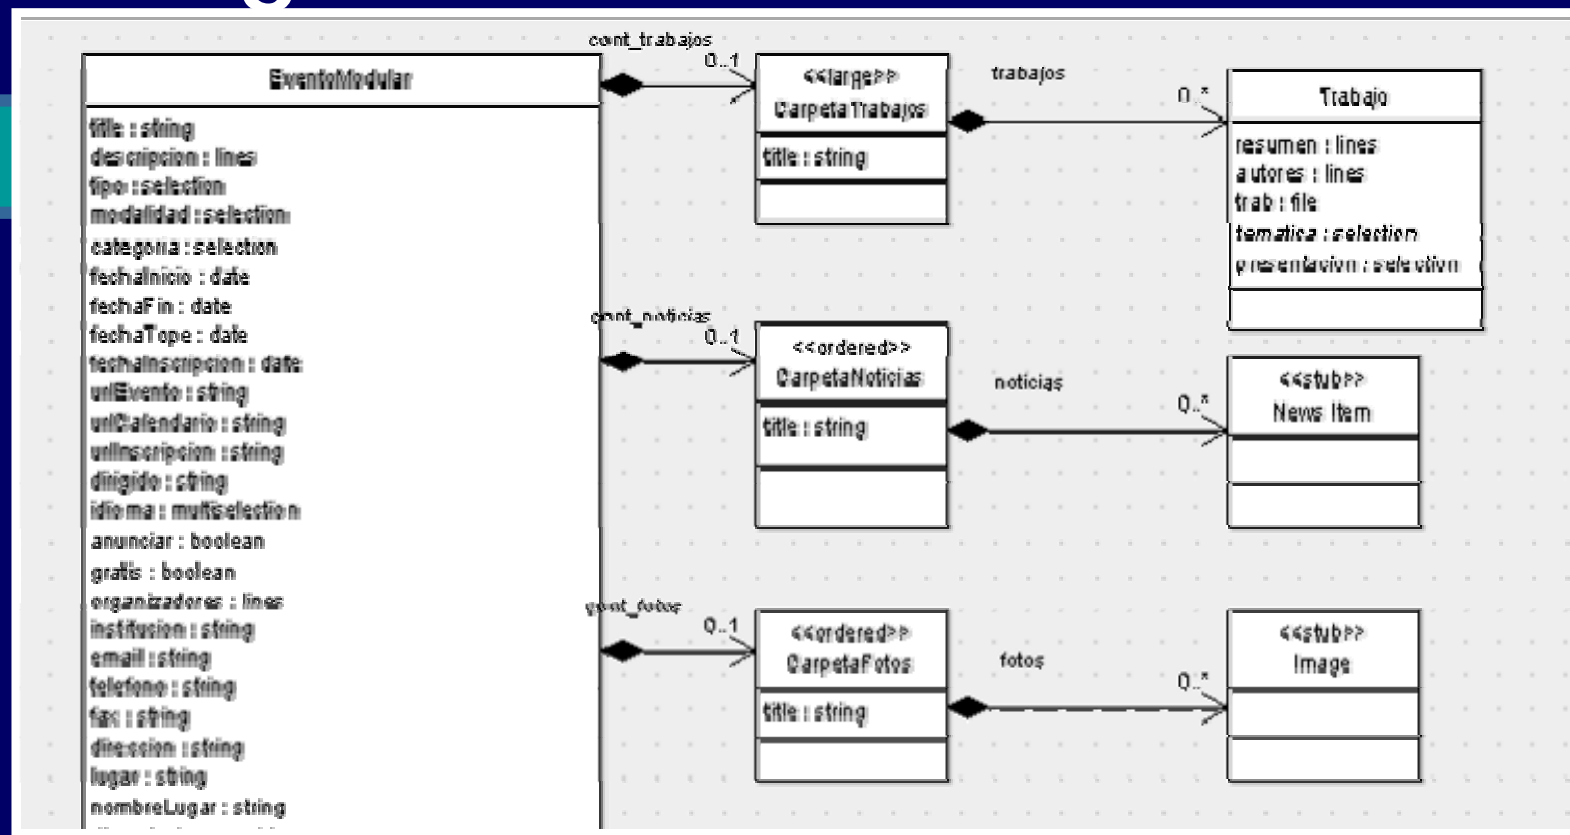 EventoModular
title : string
descripcion : lines
tipo : selection
modalidad : selection
categoria : selection
fechaInicio : date
fechaFin : date
fechaTope : date
fechaInscripcion : date
urlEvento : string
urlCalendario : string
urlInscripcion : string
dirigido : string
idioma : multiselection
anunciar : boolean
gratis : boolean
organizadores : lines
institucion : string
email : string
telefono : string
fax : string
direccion : string
lugar : string
nombreLugar : string
cont_trabajos
0..1
<<large>>
CarpetaTrabajos
title : string
trabajos
0..*
Trabajo
resumen : lines
autores : lines
trab : file
tematica : selection
presentacion : selection
cont_noticias
0..1
<<ordered>>
CarpetaNoticias
title : string
noticias
0..*
<<stub>>
News Item
cont_fotos
0..1
<<ordered>>
CarpetaFotos
title : string
fotos
0..*
<<stub>>
Image